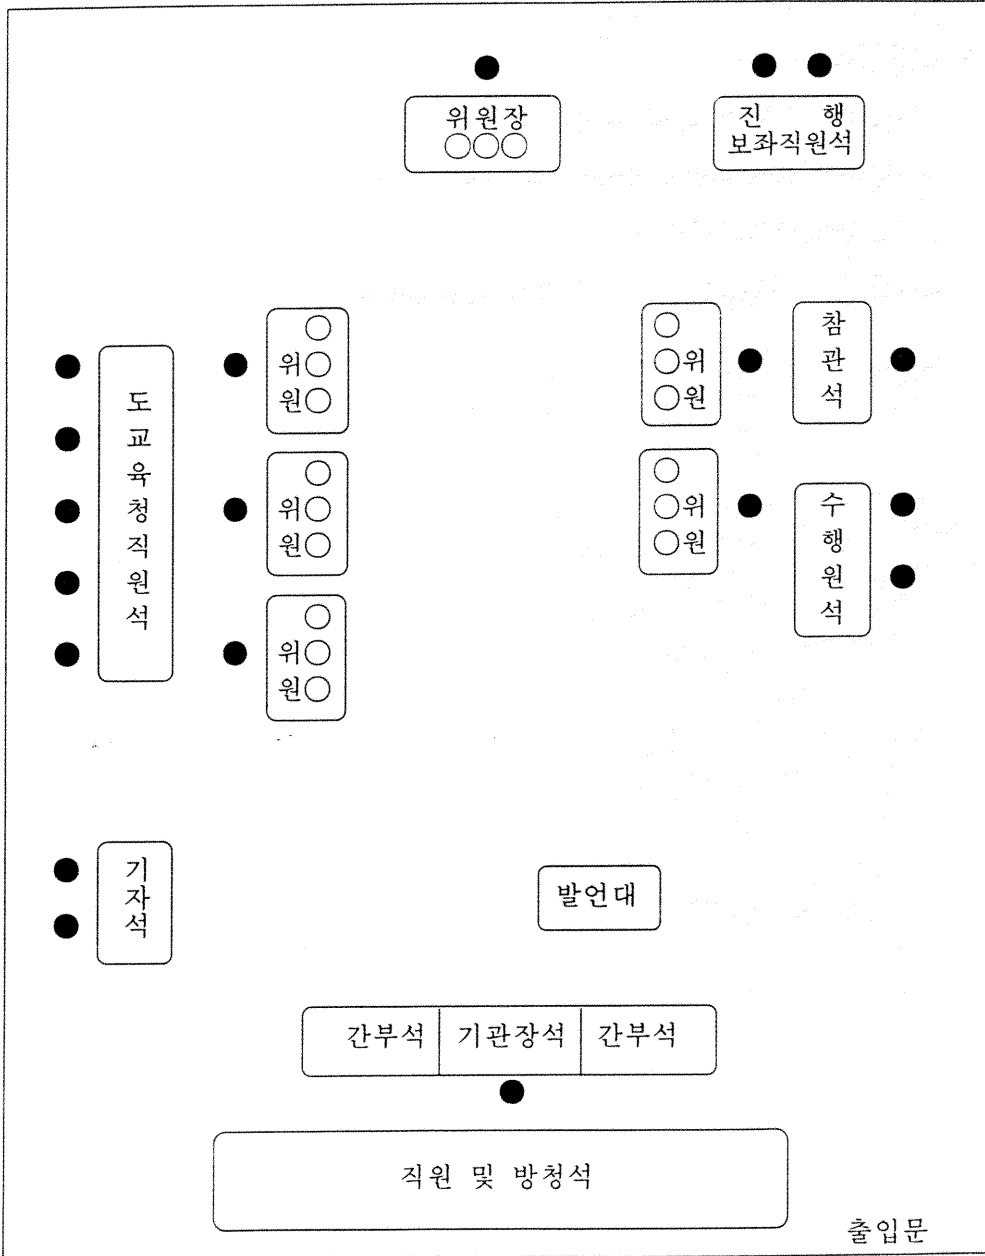 위원장
○○○
진 행
보좌직원석
도교육청직원석
○
위○
원○
○
위○
원○
○
위○
원○
○
○위
○원
○
○위
○원
참관석
수행원석
기자석
발언대
간부석 기관장석 간부석
직원 및 방청석
출입문